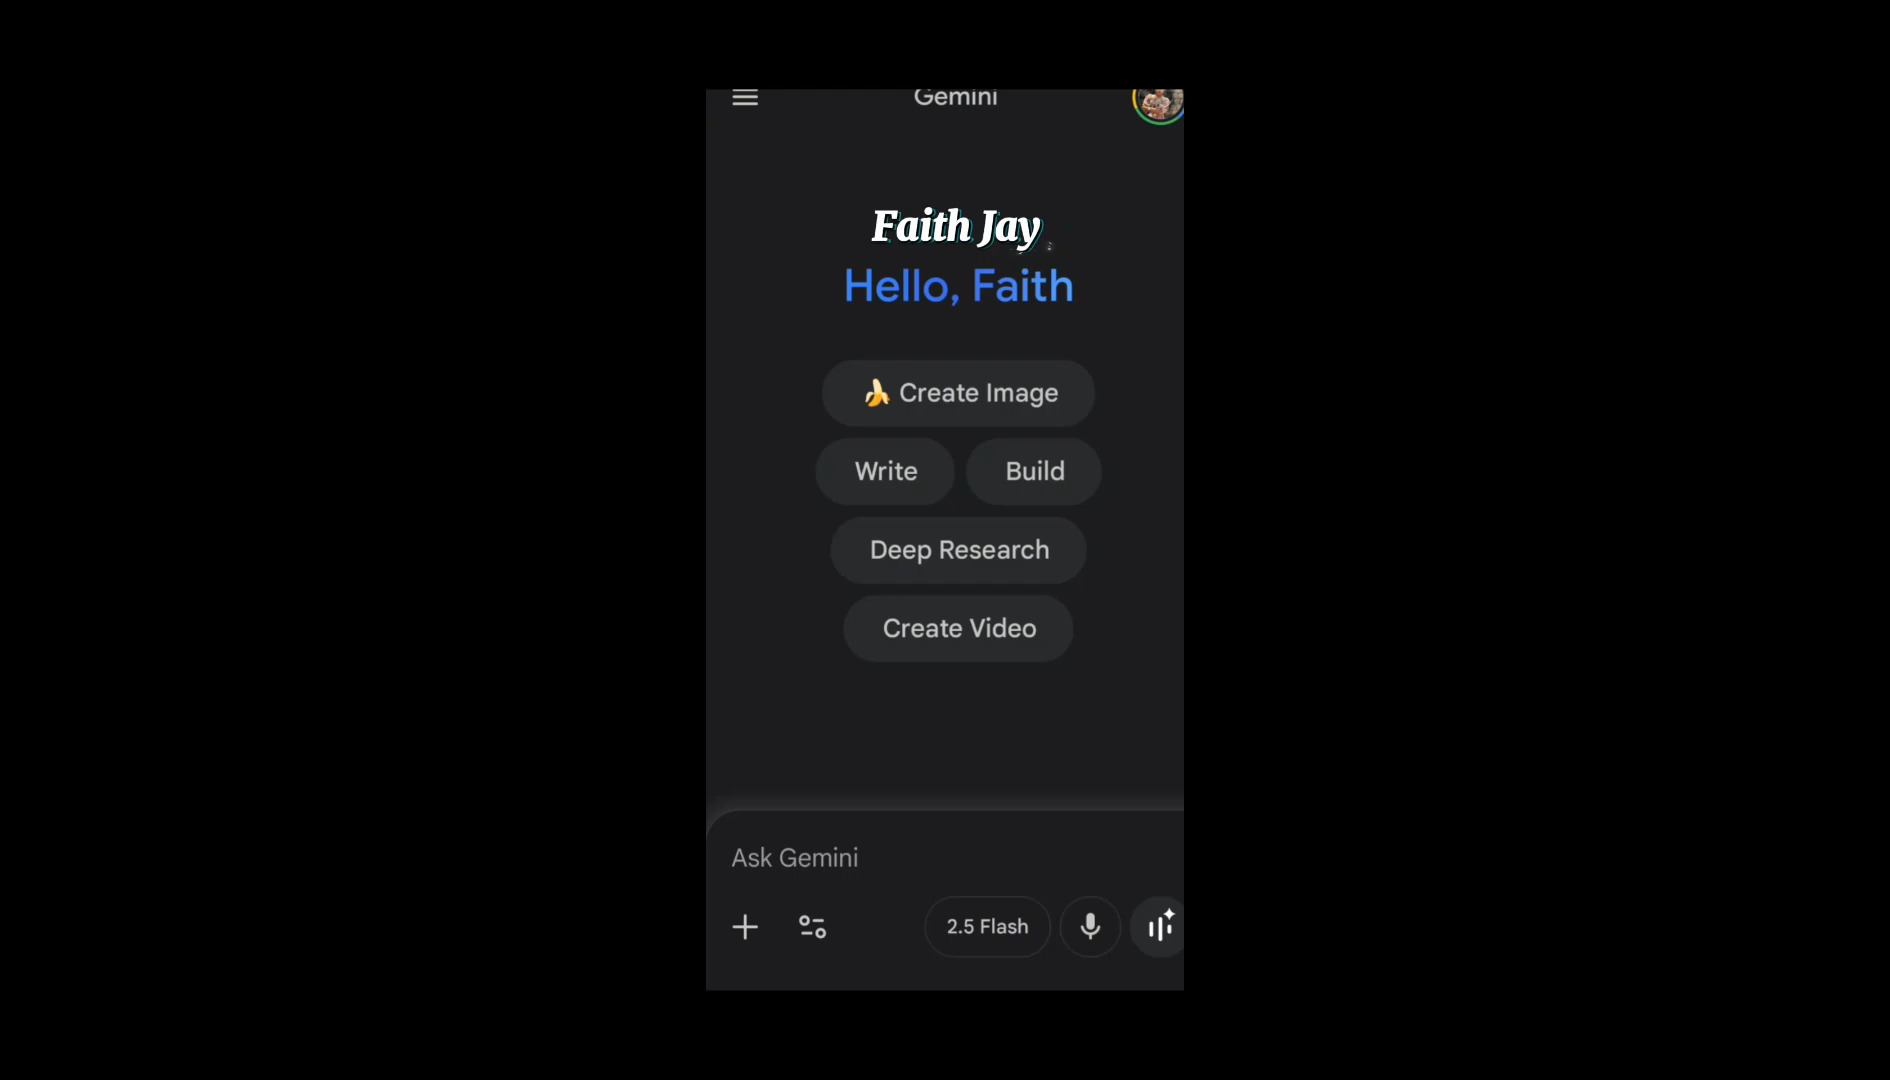 Gemini
Faith Jay
Hello, Faith
Create Image
Write
Build
Deep Research
Create Video
Ask Gemini
2.5 Flash